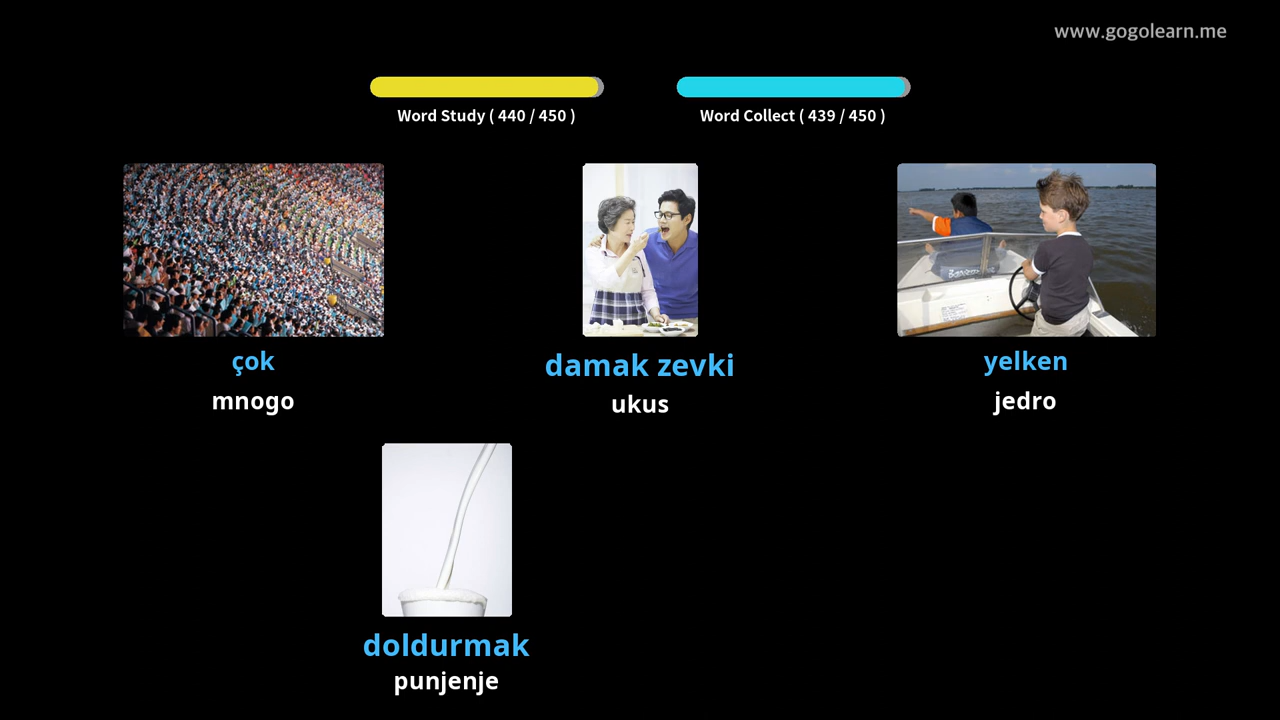 www.gogolearn.me
Word Study ( 440 / 450 )
Word Collect ( 439 / 450 )
çok
mnogo
damak zevki
ukus
yelken
jedro
doldurmak
punjenje